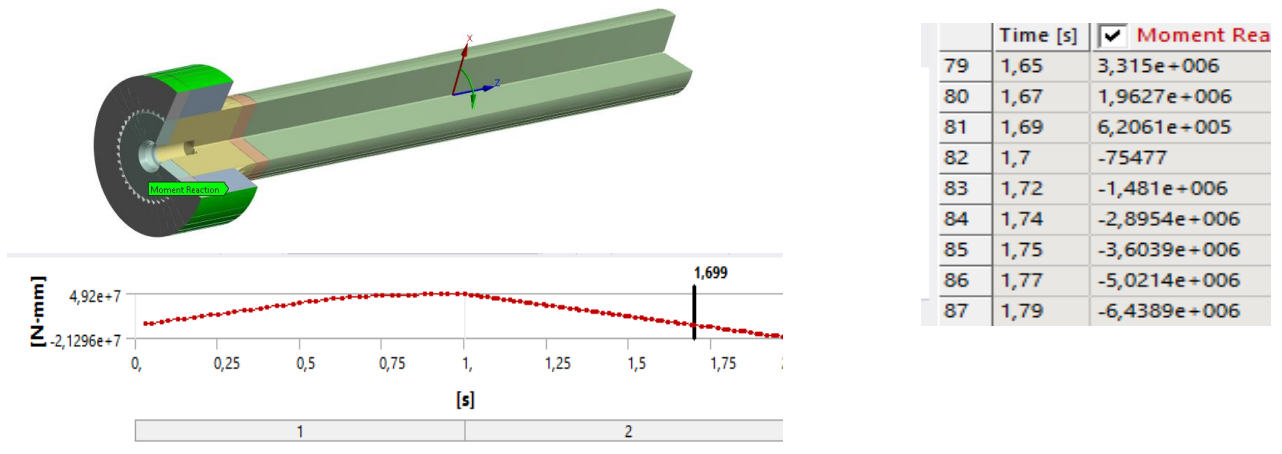 X
Z
Moment Reaction
1,699
[N-mm]
4,92e+7
-2,1296e+7
0, 0,25 0,5 0,75 1, 1,25 1,5 1,75
[s]
1 2
Time [s] Moment Rea
79 1,65 3,315e+006
80 1,67 1,9627e+006
81 1,69 6,2061e+005
82 1,7 -75477
83 1,72 -1,481e+006
84 1,74 -2,8954e+006
85 1,75 -3,6039e+006
86 1,77 -5,0214e+006
87 1,79 -6,4389e+006